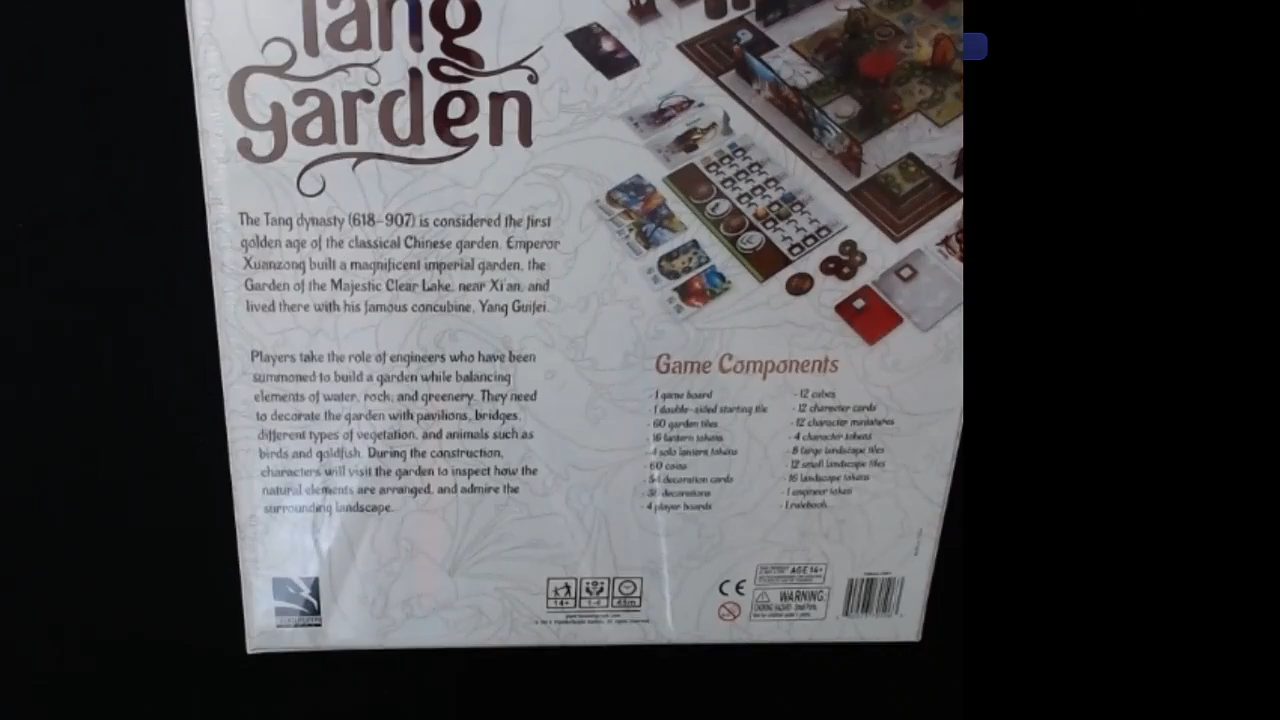 Tang
Garden
The Tang dynasty (618–907) is considered the first
golden age of the classical Chinese garden. Emperor
Xuanzong built a magnificent imperial garden, the
Garden of the Majestic Clear Lake, near Xi'an, and
lived there with his famous concubine, Yang Guifei.
Players take the role of engineers who have been
summoned to build a garden while balancing
elements of water, rock, and greenery. They need
to decorate the garden with pavilions, bridges,
different types of vegetation, and animals such as
birds and goldfish. During the construction,
characters will visit the garden to inspect how the
natural elements are arranged, and admire the
surrounding landscape.
Game Components
- 1 game board
- 1 double-sided starting tile
- 60 garden tiles
- 16 lantern tokens
- 4 solo lantern tokens
- 60 coins
- 54 decoration cards
- 32 decorations
- 4 player boards
- 12 cubes
- 12 character cards
- 12 character miniatures
- 4 character tokens
- 8 large landscape tiles
- 12 small landscape tiles
- 16 landscape tokens
- 1 engineer token
- 1 rulebook
14+ 1-4 45m
CE
AGE 14+
WARNING:
CHOKING HAZARD - Small Parts.